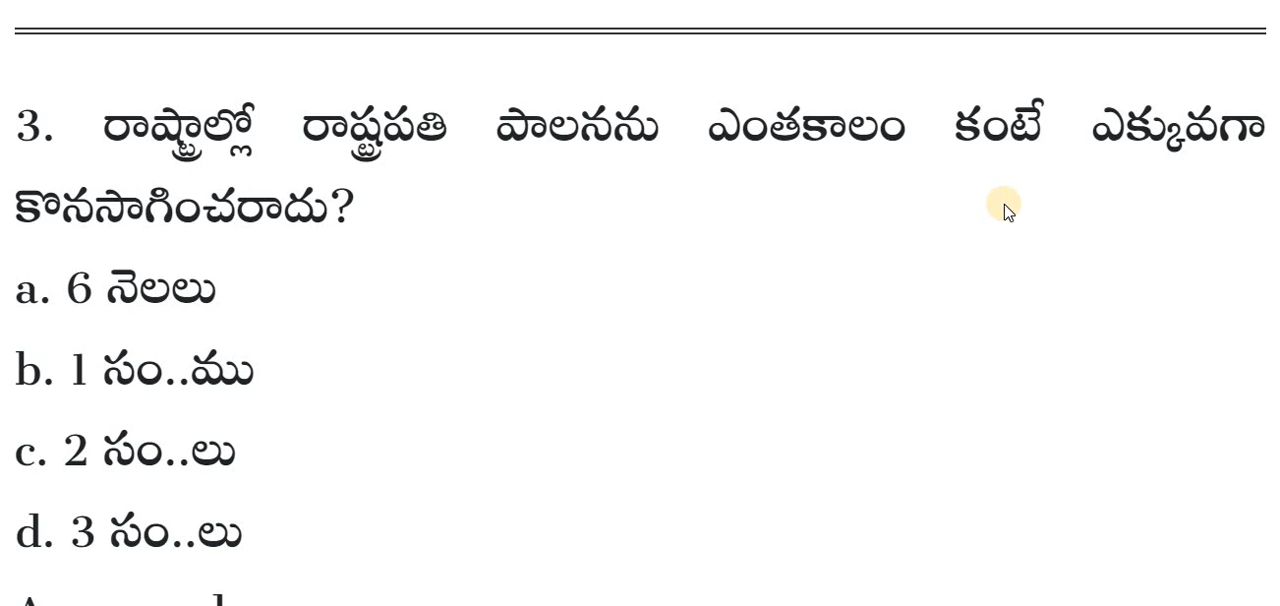 3. రాష్ట్రాల్లో రాష్ట్రపతి పాలనను ఎంతకాలం కంటే ఎక్కువగా
కొనసాగించరాదు?
a. 6 నెలలు
b. 1 సం..ము
c. 2 సం..లు
d. 3 సం..లు